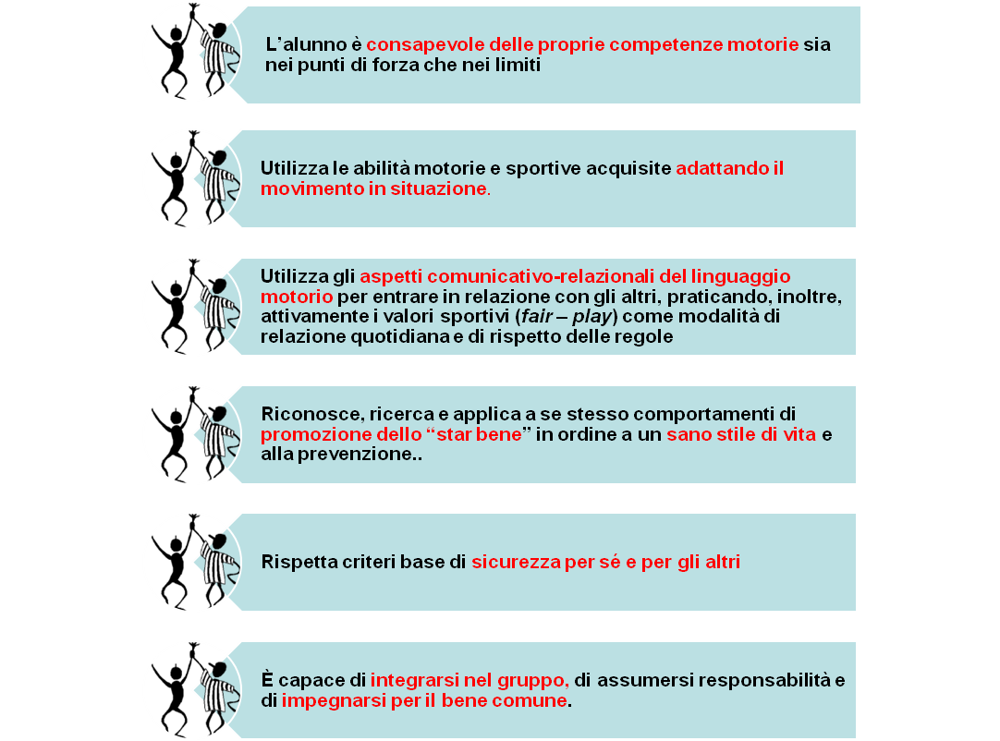 L’alunno è consapevole delle proprie competenze motorie sia
nei punti di forza che nei limiti
Utilizza le abilità motorie e sportive acquisite adattando il
movimento in situazione.
Utilizza gli aspetti comunicativo-relazionali del linguaggio
motorio per entrare in relazione con gli altri, praticando, inoltre,
attivamente i valori sportivi (fair – play) come modalità di
relazione quotidiana e di rispetto delle regole
Riconosce, ricerca e applica a se stesso comportamenti di
promozione dello “star bene” in ordine a un sano stile di vita e
alla prevenzione..
Rispetta criteri base di sicurezza per sé e per gli altri
È capace di integrarsi nel gruppo, di assumersi responsabilità e
di impegnarsi per il bene comune.